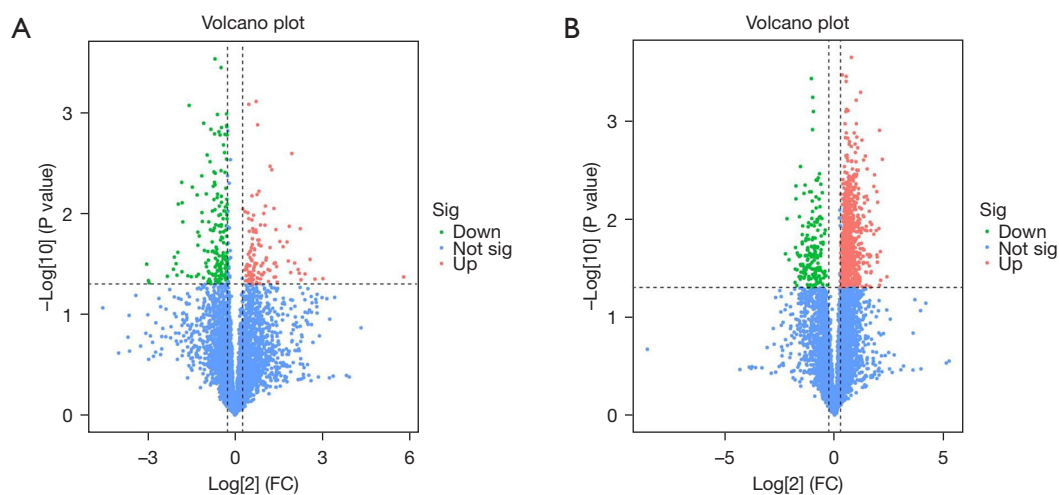 A
Volcano plot
3
2
1
0
−Log[10] (P value)
−3
0
3
6
Log[2] (FC)
Sig
Down
Not sig
Up
B
Volcano plot
3
2
1
0
−Log[10] (P value)
−5
0
5
Log[2] (FC)
Sig
Down
Not sig
Up